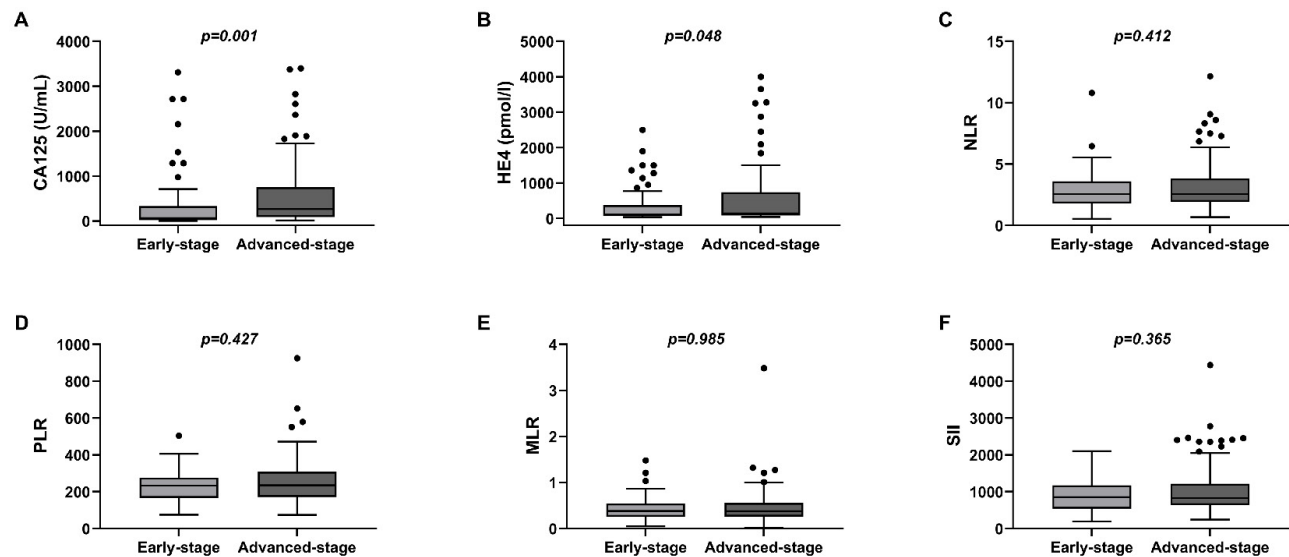 A
p=0.001
CA125 (U/mL)
4000
3000
2000
1000
0
Early-stage Advanced-stage
B
p=0.048
HE4 (pmol/l)
5000
4000
3000
2000
1000
0
Early-stage Advanced-stage
C
p=0.412
NLR
15
10
5
0
Early-stage Advanced-stage
D
p=0.427
PLR
1000
800
600
400
200
0
Early-stage Advanced-stage
E
p=0.985
MLR
4
3
2
1
0
Early-stage Advanced-stage
F
p=0.365
SII
5000
4000
3000
2000
1000
0
Early-stage Advanced-stage